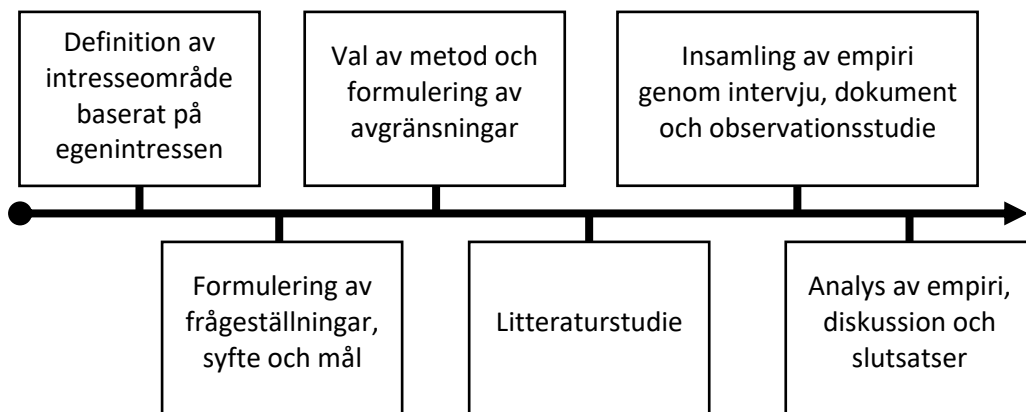 Definition av
intresseområde
baserat på
egenintressen
Formulering av
frågeställningar,
syfte och mål
Val av metod och
formulering av
avgränsningar
Litteraturstudie
Insamling av empiri
genom intervju, dokument
och observationsstudie
Analys av empiri,
diskussion och
slutsatser